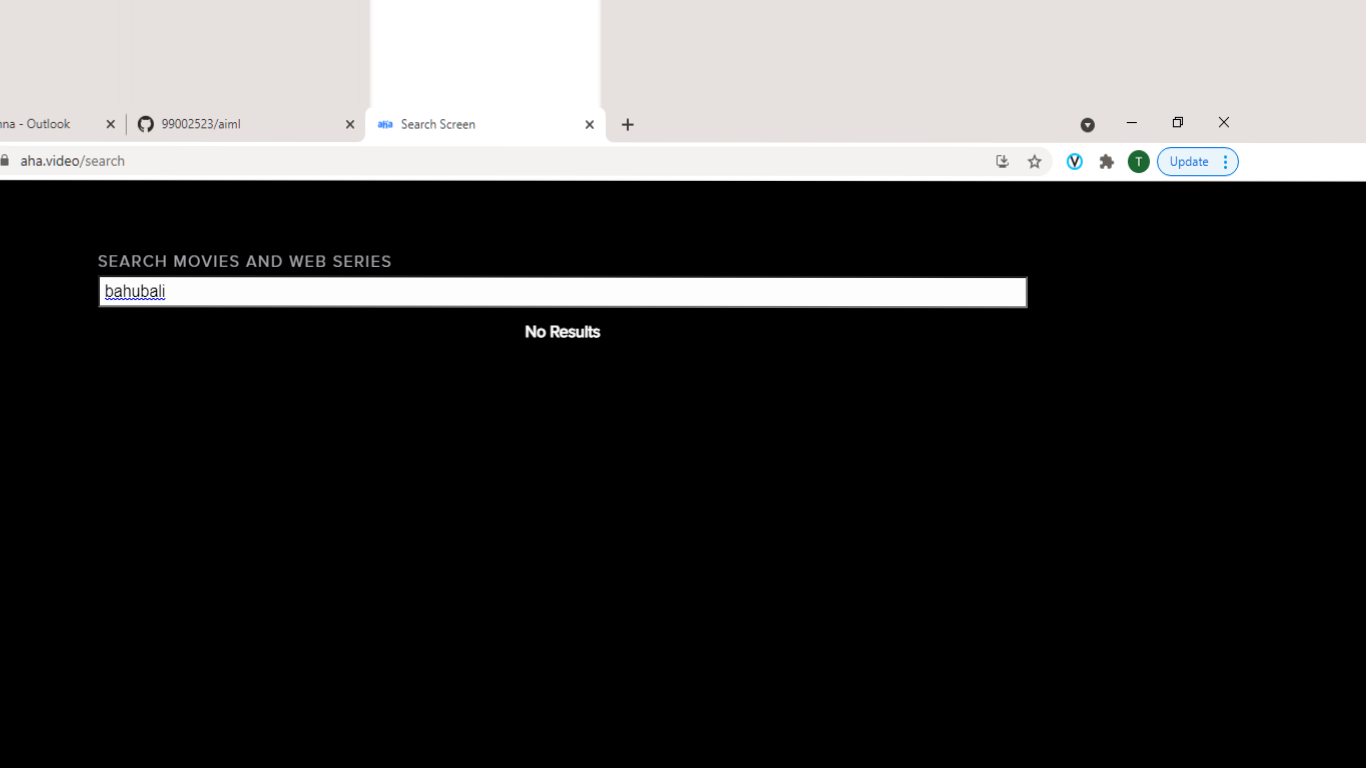 nna - Outlook
99002523/aiml
aha Search Screen
aha.video/search
V
T
Update
SEARCH MOVIES AND WEB SERIES
bahubali
No Results